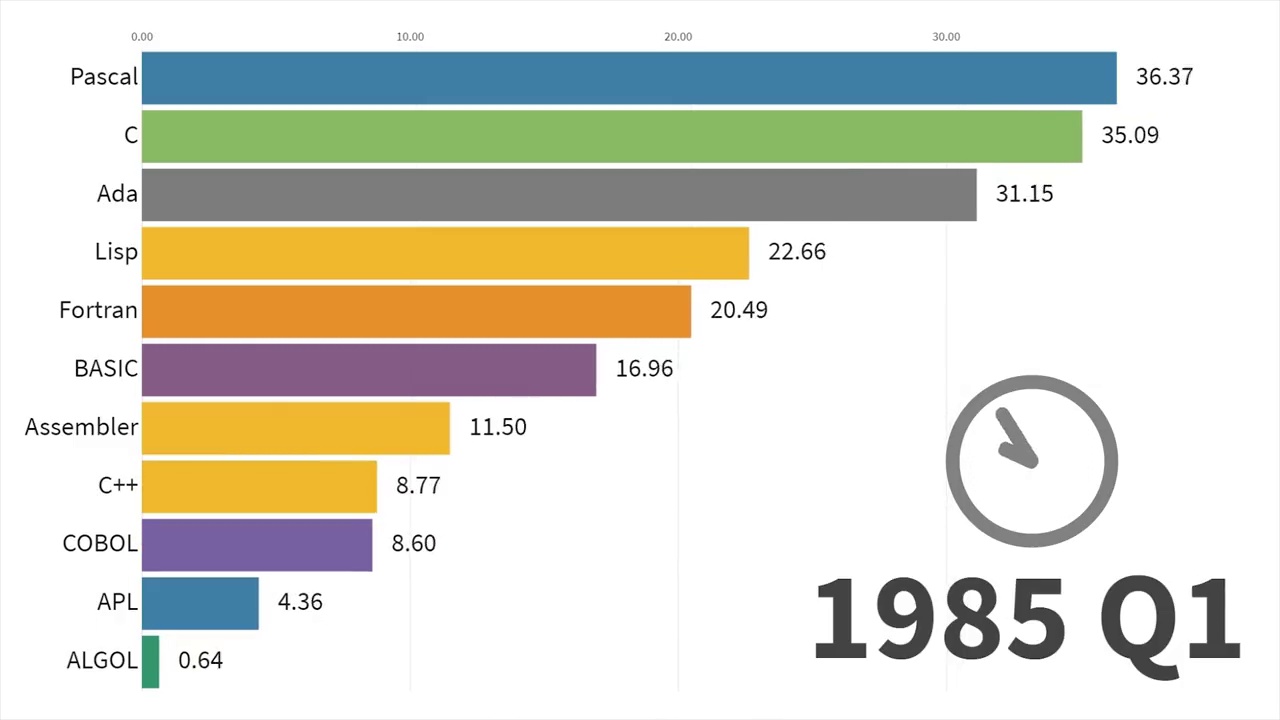 0.00 10.00 20.00 30.00
Pascal 36.37
C 35.09
Ada 31.15
Lisp 22.66
Fortran 20.49
BASIC 16.96
Assembler 11.50
C++ 8.77
COBOL 8.60
APL 4.36
ALGOL 0.64
1985 Q1